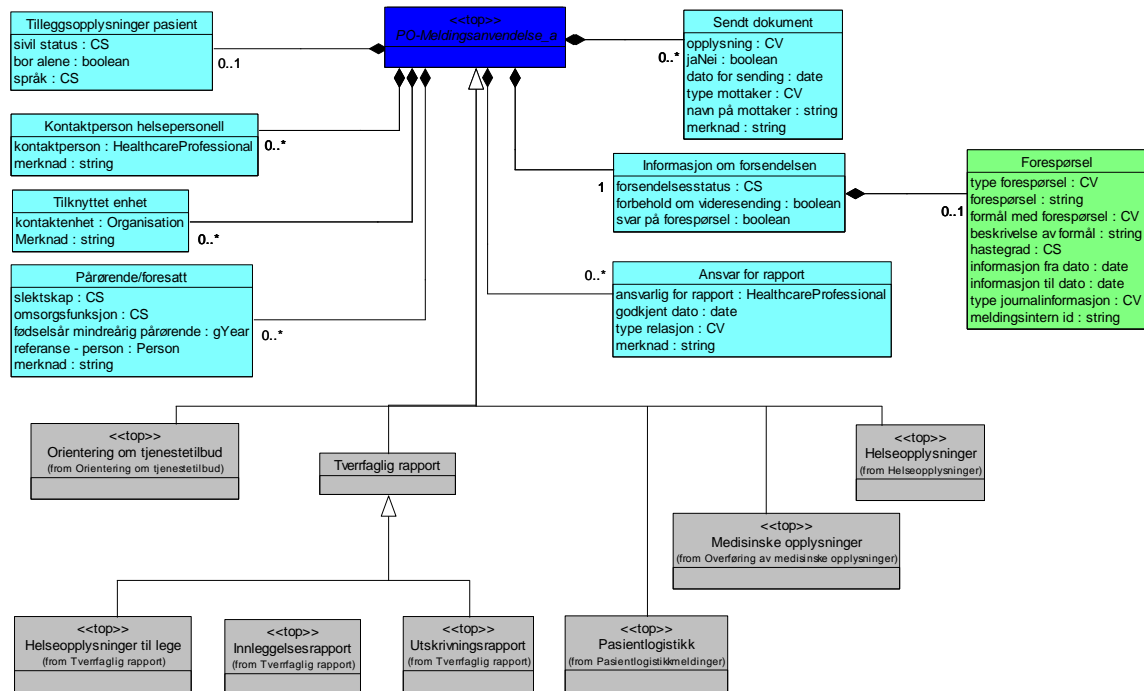 Tilleggsopplysninger pasient
sivil status : CS
bor alene : boolean
språk : CS
0..1
<<top>>
PO-Meldingsanvendelse_a
Sendt dokument
opplysning : CV
jaNei : boolean
dato for sending : date
type mottaker : CV
navn på mottaker : string
merknad : string
0..*
Kontaktperson helsepersonell
kontaktperson : HealthcareProfessional
merknad : string
0..*
Informasjon om forsendelsen
forsendelsesstatus : CS
forbehold om videresending : boolean
svar på forespørsel : boolean
1
Forespørsel
type forespørsel : CV
forespørsel : string
formål med forespørsel : CV
beskrivelse av formål : string
hastegrad : CS
informasjon fra dato : date
informasjon til dato : date
type journalinformasjon : CV
meldingsintern id : string
0..1
Tilknyttet enhet
kontaktenhet : Organisation
Merknad : string
0..*
Pårørende/foresatt
slektskap : CS
omsorgsfunksjon : CS
fødselsår mindreårig pårørende : gYear
referanse - person : Person
merknad : string
0..*
Ansvar for rapport
ansvarlig for rapport : HealthcareProfessional
godkjent dato : date
type relasjon : CV
merknad : string
0..*
<<top>>
Orientering om tjenestetilbud
(from Orientering om tjenestetilbud)
Tverrfaglig rapport
<<top>>
Helseopplysninger
(from Helseopplysninger)
<<top>>
Medisinske opplysninger
(from Overføring av medisinske opplysninger)
<<top>>
Helseopplysninger til lege
(from Tverrfaglig rapport)
<<top>>
Innleggelsesrapport
(from Tverrfaglig rapport)
<<top>>
Utskrivningsrapport
(from Tverrfaglig rapport)
<<top>>
Pasientlogistikk
(from Pasientlogistikkmeldinger)